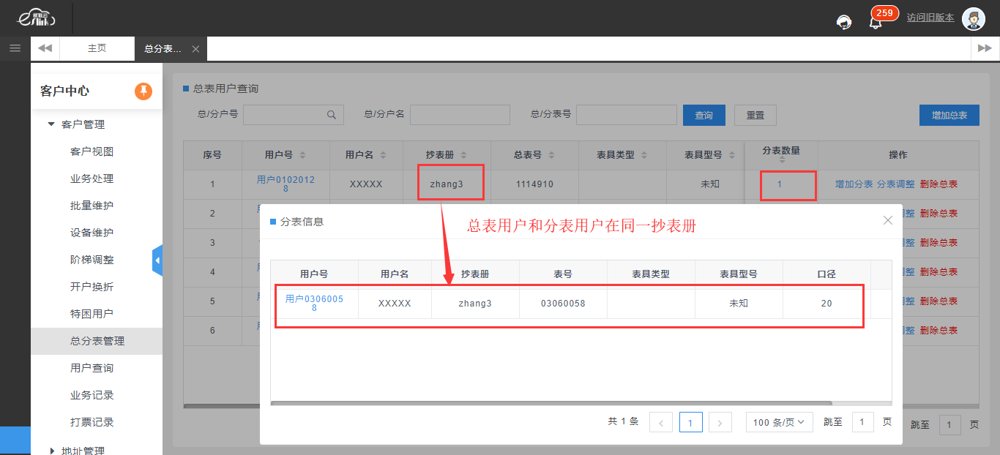 易联云
eslink
259
访问旧版本
主页
总分表...
客户中心
客户管理
客户视图
业务处理
批量维护
设备维护
阶梯调整
开户换折
特困用户
总分表管理
用户查询
业务记录
打票记录
地址管理
总表用户查询
总/分户号
总/分户名
总/分表号
查询
重置
增加总表
序号 用户号 用户名 抄表册 总表号 表具类型 表具型号 分表数量 操作
1 用户01020128 XXXXX zhang3 1114910 未知 1 增加分表 分表调整 删除总表
2 调整 删除总表
3 调整 删除总表
4 调整 删除总表
5 调整 删除总表
6 调整 删除总表
分表信息
总表用户和分表用户在同一抄表册
用户号 用户名 抄表册 表号 表具类型 表具型号 口径
用户03060058 XXXXX zhang3 03060058 未知 20
共 1 条 1 100 条/页 跳至 1 页
跳至 1 页